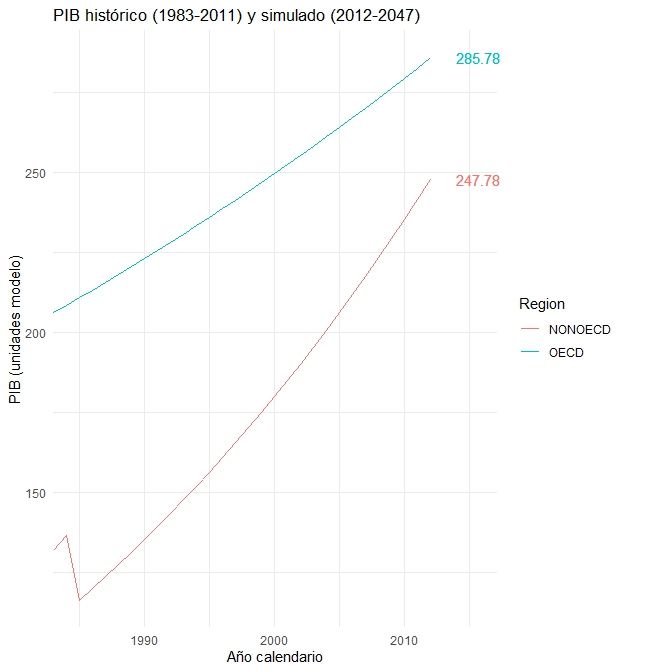 PIB histórico (1983-2011) y simulado (2012-2047)
285.78
250
247.78
Region
NONOECD
OECD
PIB (unidades modelo)
200
150
1990
2000
2010
Año calendario